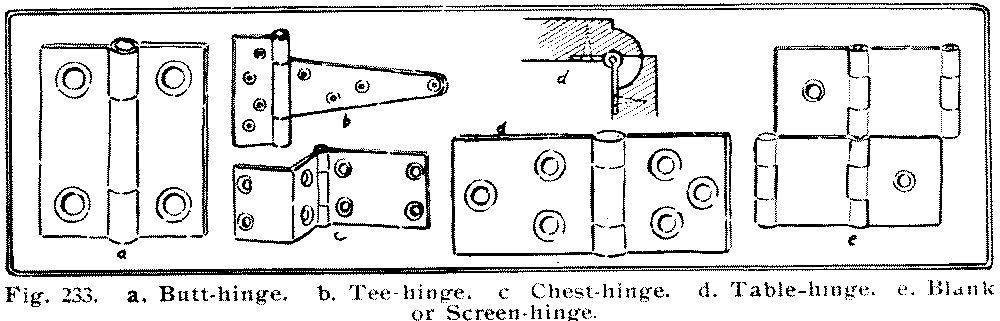 d
d
b
c
a
e
Fig. 233. a. Butt-hinge. b. Tee-hinge. c Chest-hinge. d. Table-hinge. e. Blank
or Screen-hinge.